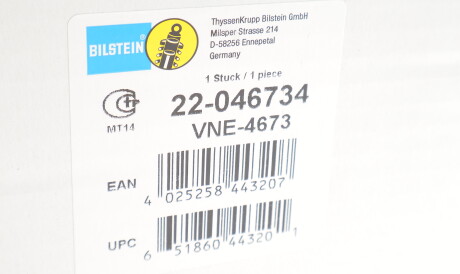 BILSTEIN
ThyssenKrupp Bilstein GmbH
Milsper Strasse 214
D-58256 Ennepetal
Germany
1 Stuck / 1 piece
22-046734
MT14
VNE-4673
EAN
4 025258 443207
UPC
6 51860 44320 1